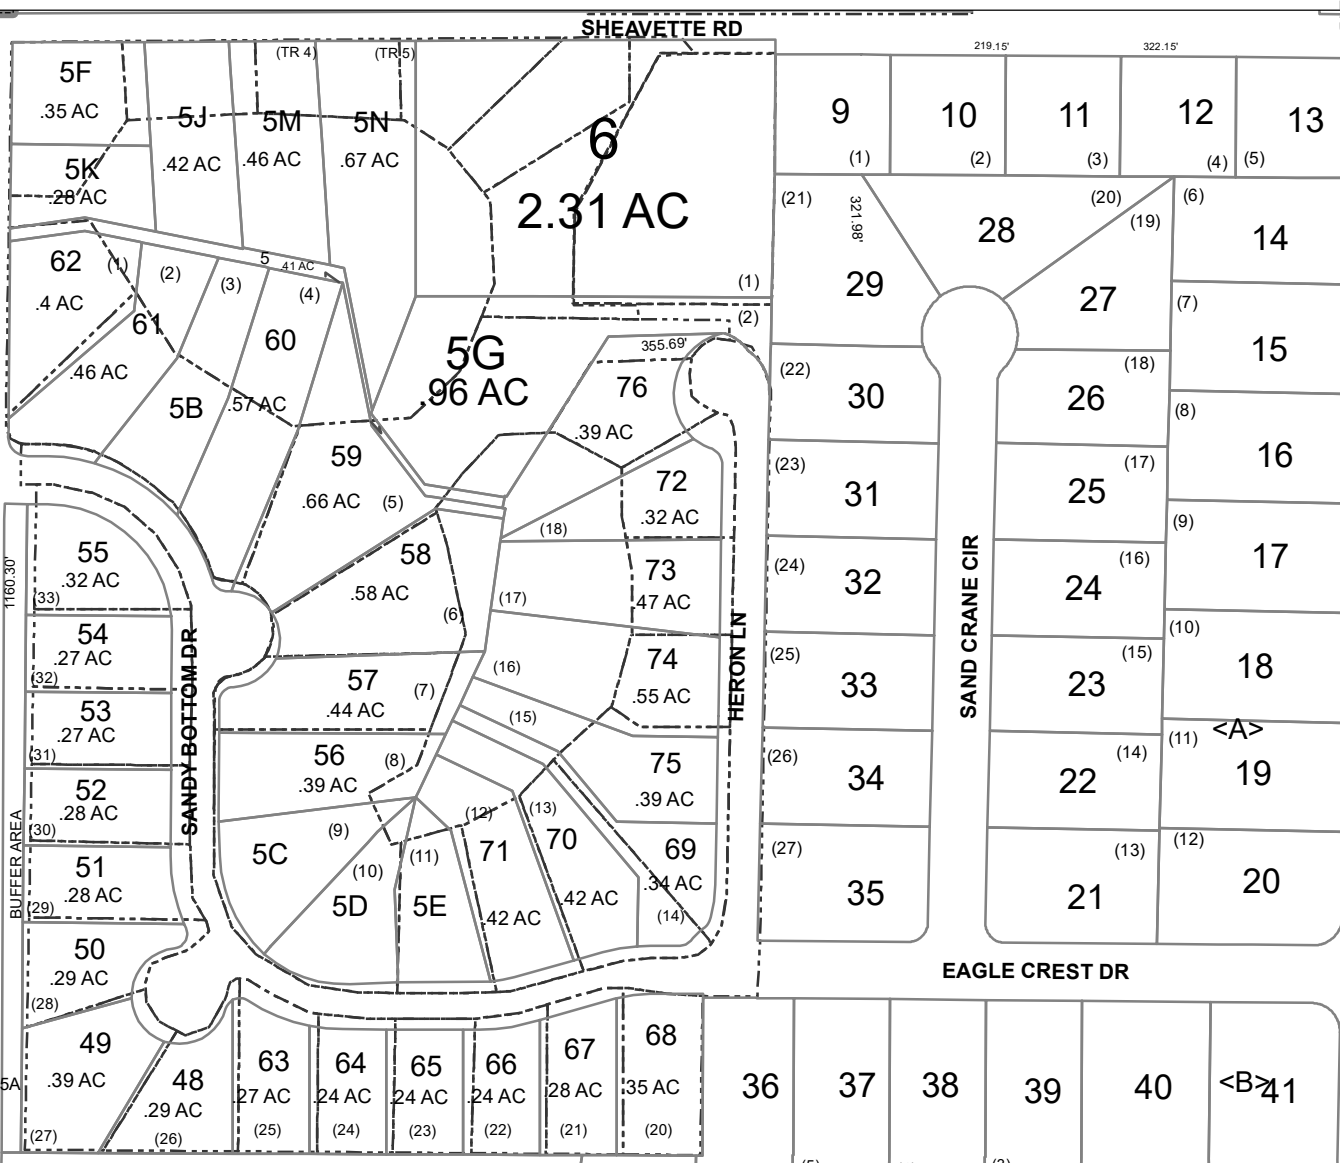 SHEAVETTE RD
219.15'
322.15'
(TR 4)
(TR 5)
5F
.35 AC
5J
.42 AC
5M
.46 AC
5N
.67 AC
6
2.31 AC
(1)
9
(1)
10
(2)
11
(3)
12
(4)
13
(5)
5K
.28 AC
(21)
321.98'
(20)
(19)
(6)
28
14
62
.4 AC
(1)
(2)
(3)
(4)
5
.41 AC
29
27
(7)
61
.46 AC
60
.57 AC
5B
5G
.96 AC
(2)
355.69'
76
.39 AC
15
(22)
30
(18)
26
(8)
16
59
.66 AC
(5)
72
.32 AC
(18)
(23)
31
(17)
25
(9)
17
1160.30'
55
.32 AC
(33)
58
.58 AC
(6)
73
.47 AC
(17)
(24)
32
(16)
24
SAND CRANE CIR
(10)
18
54
.27 AC
(32)
SANDY BOTTOM DR
57
.44 AC
(7)
(16)
74
.55 AC
HERON LN
(25)
33
(15)
23
53
.27 AC
(31)
(15)
(11)
<A>
19
56
.39 AC
(8)
75
.39 AC
(26)
34
(14)
22
52
.28 AC
(30)
(9)
(12)
(13)
BUFFER AREA
51
.28 AC
(29)
5C
(10)
5D
(11)
5E
71
.42 AC
70
.42 AC
69
.34 AC
(14)
(27)
35
(13)
21
(12)
20
50
.29 AC
(28)
EAGLE CREST DR
49
.39 AC
(27)
5A
48
.29 AC
(26)
63
.27 AC
(25)
64
.24 AC
(24)
65
.24 AC
(23)
66
.24 AC
(22)
67
.28 AC
(21)
68
.35 AC
(20)
36
37
38
39
40
<B>
41